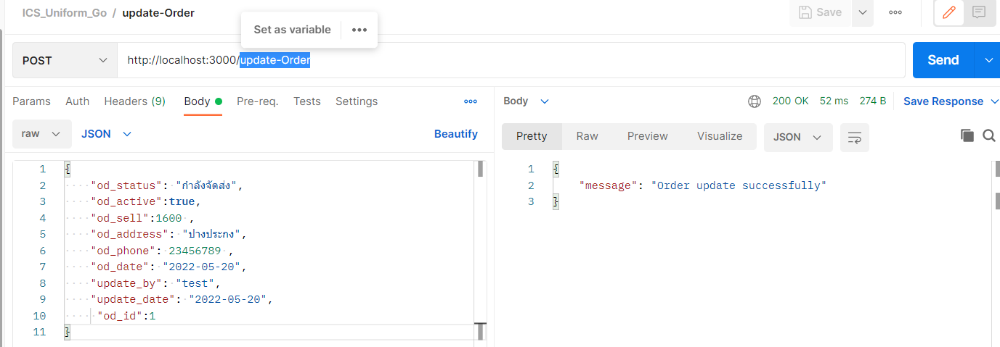 ICS_Uniform_Go / update-Order
Save
Set as variable
POST
http://localhost:3000/update-Order
Send
Params Auth Headers (9) Body Pre-req. Tests Settings
Body
200 OK 52 ms 274 B Save Response
raw JSON Beautify
Pretty Raw Preview Visualize JSON
1 {
2 "od_status": "กำลังจัดส่ง",
3 "od_active":true,
4 "od_sell":1600 ,
5 "od_address": "ปางประกง",
6 "od_phone": 23456789 ,
7 "od_date": "2022-05-20",
8 "update_by": "test",
9 "update_date": "2022-05-20",
10 "od_id":1
11 }
1 {
2 "message": "Order update successfully"
3 }